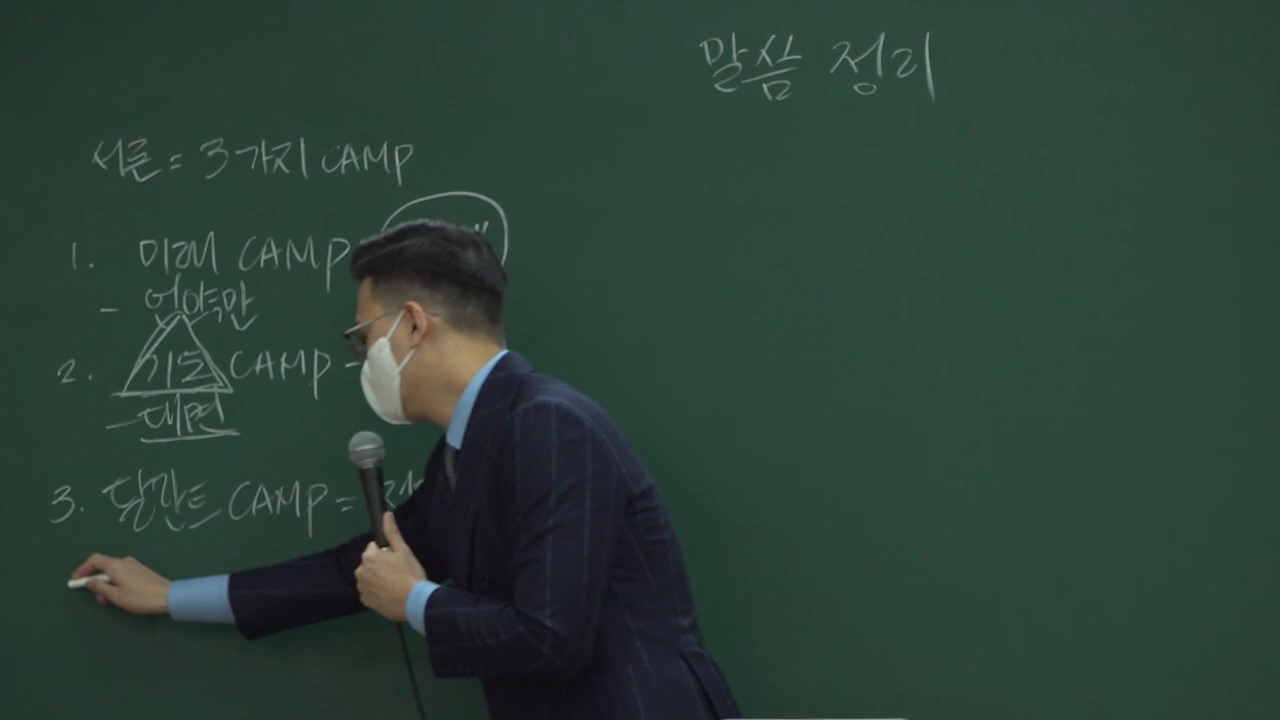 말씀 정리
서론 = 3가지 CAMP
1. 미래 CAMP
- 언약만
2. 기도 CAMP -
- 대면
3. 달란트 CAMP =